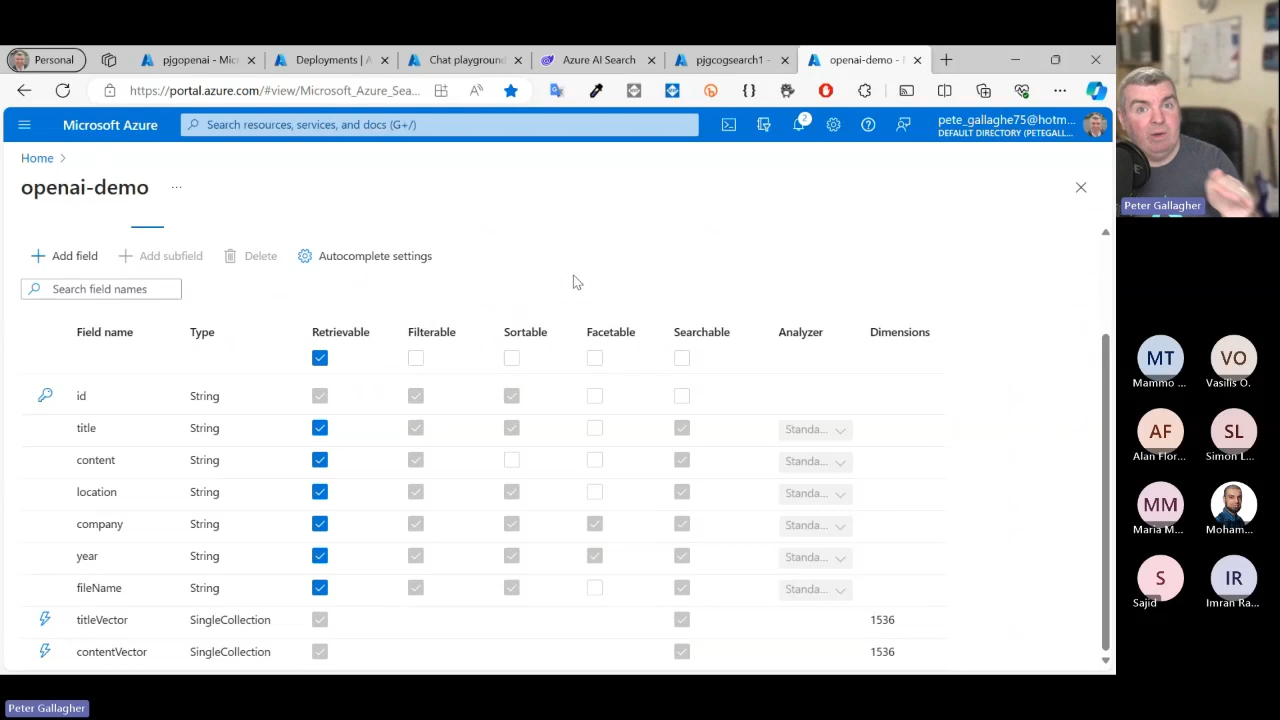 Personal
pjgopenai - Mic
Deployments | A
Chat playground
Azure AI Search
pjgcogsearch1 -
openai-demo -
https://portal.azure.com/#view/Microsoft_Azure_Sea...
Microsoft Azure
Search resources, services, and docs (G+/)
2
pete_gallaghe75@hotm...
DEFAULT DIRECTORY (PETEGALL...
Home >
openai-demo ...
Add field
Add subfield
Delete
Autocomplete settings
Search field names
Field name Type Retrievable Filterable Sortable Facetable Searchable Analyzer Dimensions
id String
title String Standa...
content String Standa...
location String Standa...
company String Standa...
year String Standa...
fileName String Standa...
titleVector SingleCollection 1536
contentVector SingleCollection 1536
Peter Gallagher
MT VO
Mammo ... Vasilis O.
AF SL
Alan Flor... Simon L...
MM
Maria M... Moham...
S IR
Sajid Imran Ra...
Peter Gallagher